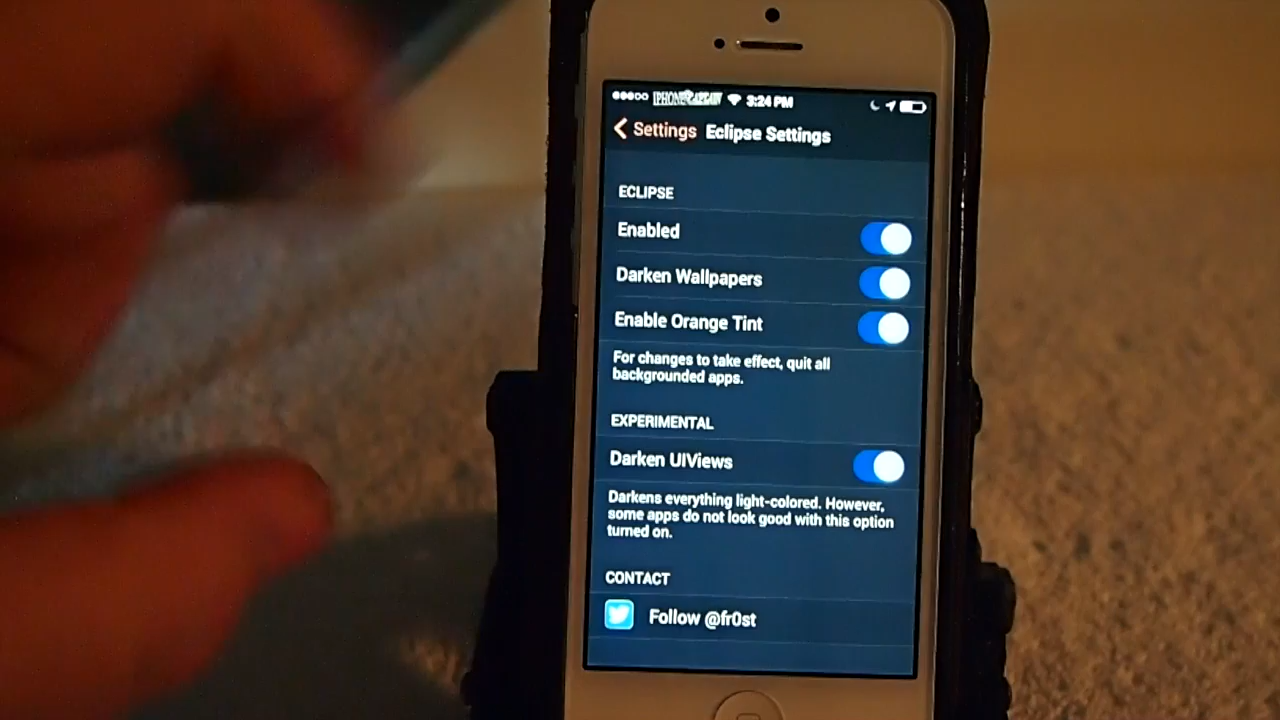 IPHONECAPTAIN 3:24 PM
Settings Eclipse Settings
ECLIPSE
Enabled
Darken Wallpapers
Enable Orange Tint
For changes to take effect, quit all
backgrounded apps.
EXPERIMENTAL
Darken UIViews
Darkens everything light-colored. However,
some apps do not look good with this option
turned on.
CONTACT
Follow @fr0st